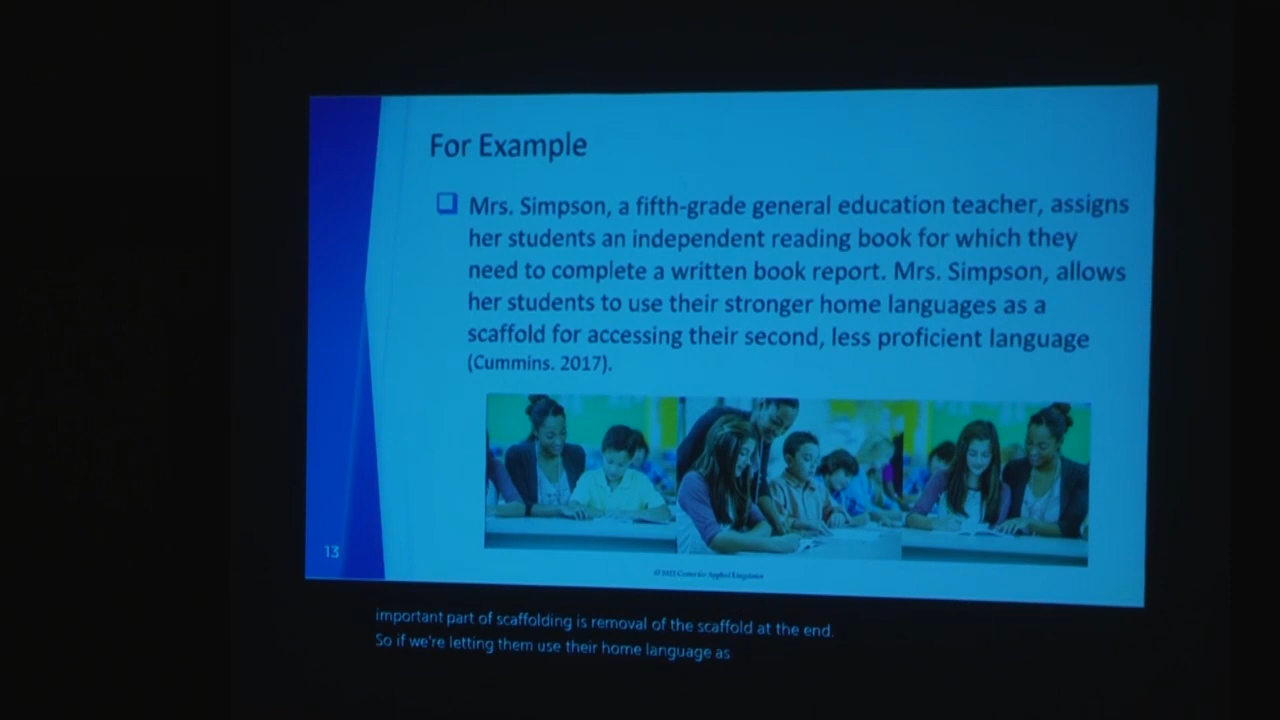 For Example
Mrs. Simpson, a fifth-grade general education teacher, assigns
her students an independent reading book for which they
need to complete a written book report. Mrs. Simpson, allows
her students to use their stronger home languages as a
scaffold for accessing their second, less proficient language
(Cummins. 2017).
13
important part of scaffolding is removal of the scaffold at the end.
So if we're letting them use their home language as